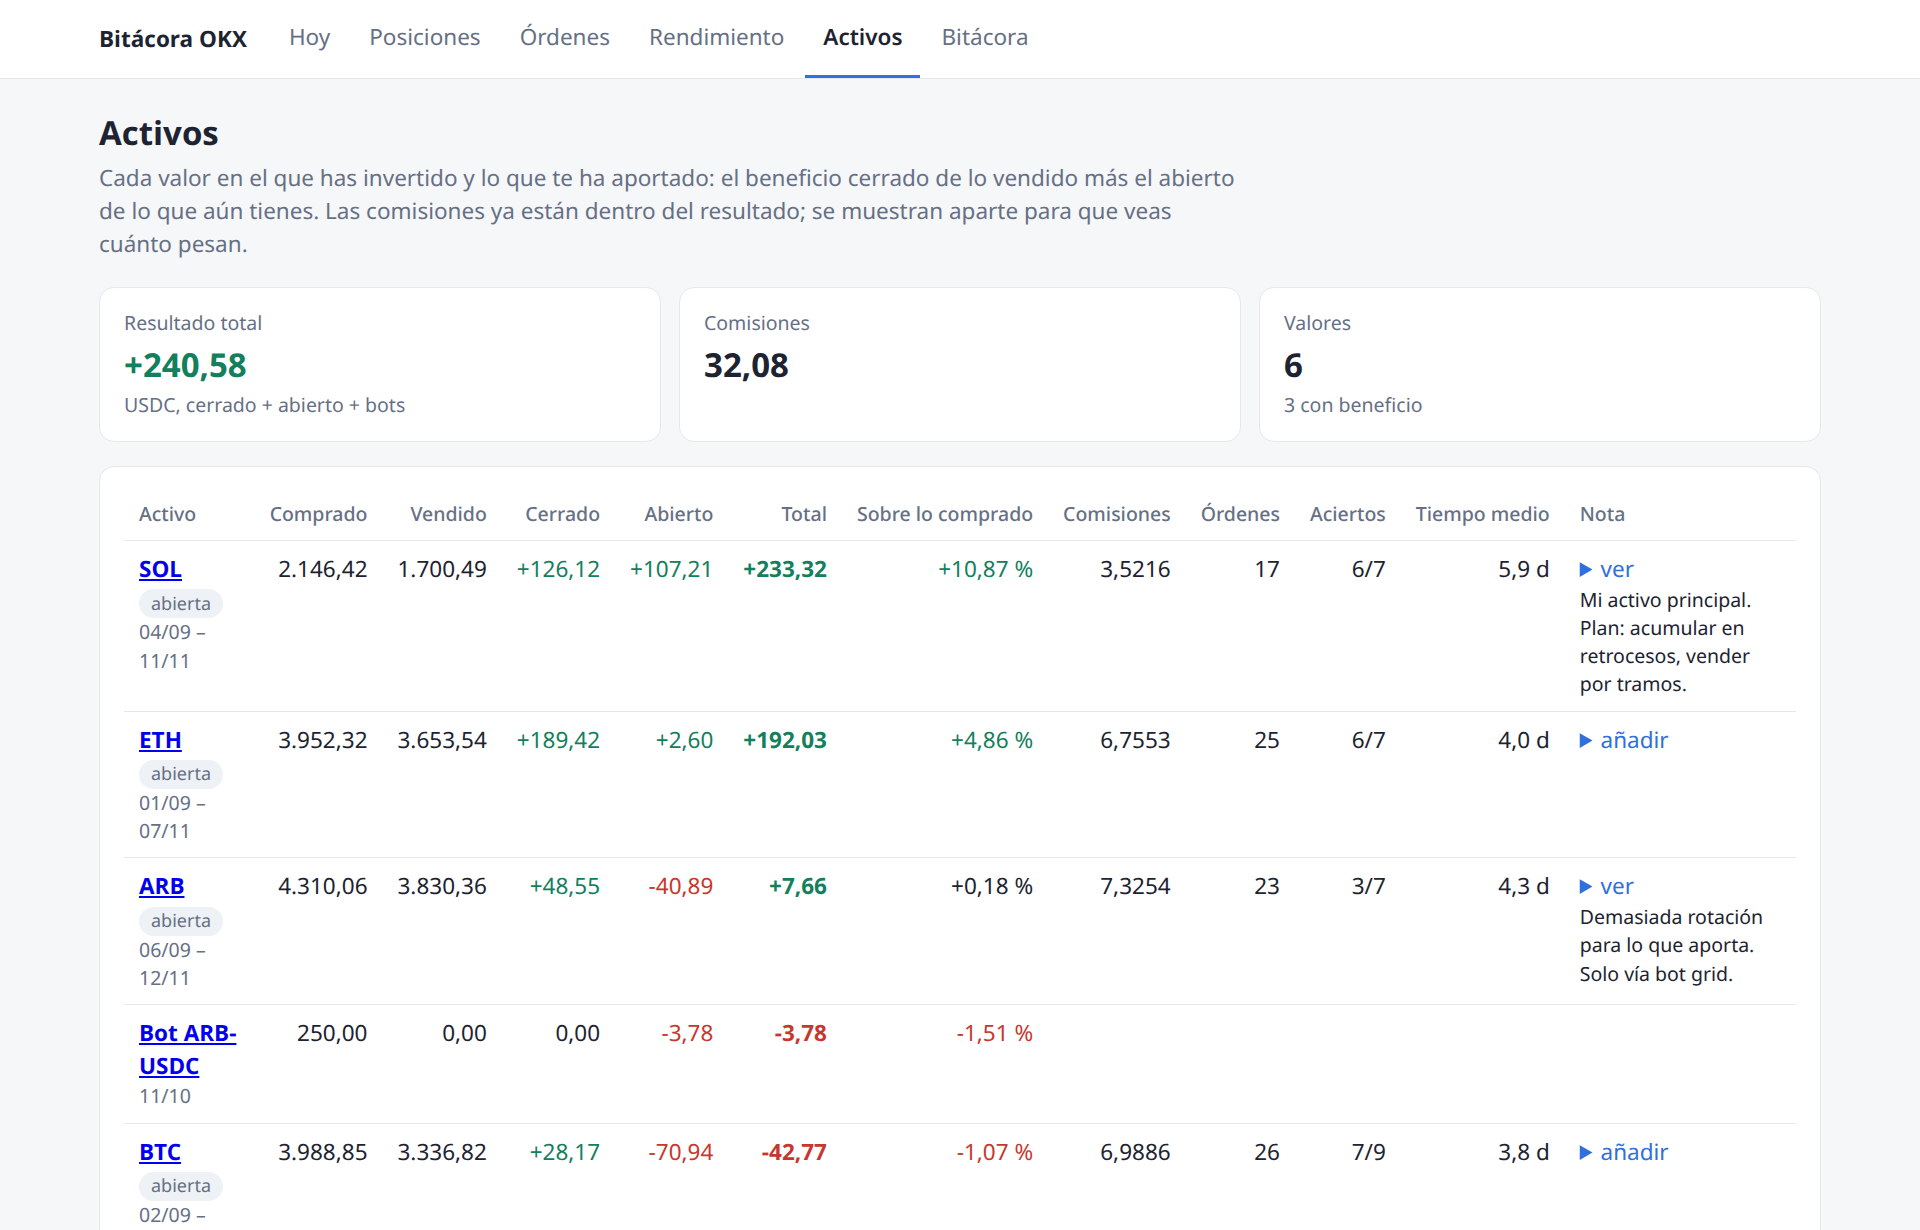 Bitácora OKX Hoy Posiciones Órdenes Rendimiento Activos Bitácora
Activos
Cada valor en el que has invertido y lo que te ha aportado: el beneficio cerrado de lo vendido más el abierto
de lo que aún tienes. Las comisiones ya están dentro del resultado; se muestran aparte para que veas
cuánto pesan.
Resultado total
+240,58
USDC, cerrado + abierto + bots
Comisiones
32,08
Valores
6
3 con beneficio
Activo Comprado Vendido Cerrado Abierto Total Sobre lo comprado Comisiones Órdenes Aciertos Tiempo medio Nota
SOL 2.146,42 1.700,49 +126,12 +107,21 +233,32 +10,87 % 3,5216 17 6/7 5,9 d ▶ ver
abierta
04/09 –
11/11
Mi activo principal.
Plan: acumular en
retrocesos, vender
por tramos.
ETH 3.952,32 3.653,54 +189,42 +2,60 +192,03 +4,86 % 6,7553 25 6/7 4,0 d ▶ añadir
abierta
01/09 –
07/11
ARB 4.310,06 3.830,36 +48,55 -40,89 +7,66 +0,18 % 7,3254 23 3/7 4,3 d ▶ ver
abierta
06/09 –
12/11
Demasiada rotación
para lo que aporta.
Solo vía bot grid.
Bot ARB- 250,00 0,00 0,00 -3,78 -3,78 -1,51 %
USDC
11/10
BTC 3.988,85 3.336,82 +28,17 -70,94 -42,77 -1,07 % 6,9886 26 7/9 3,8 d ▶ añadir
abierta
02/09 –